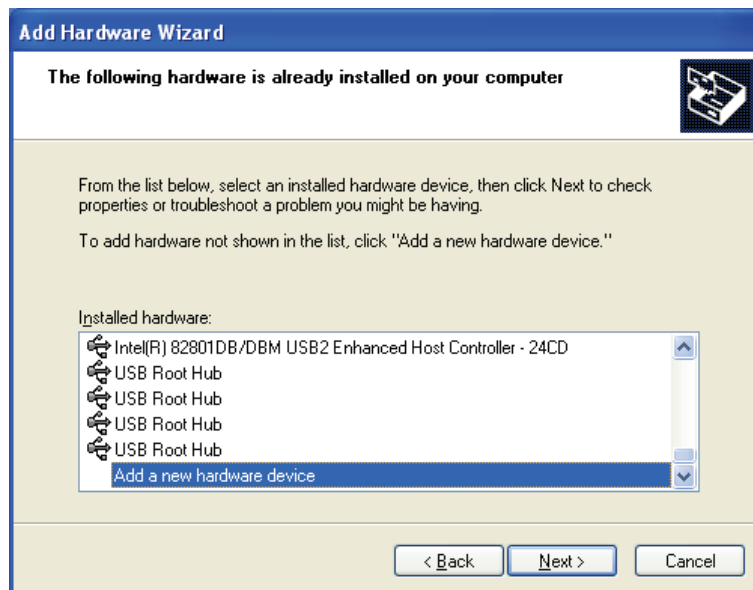 Add Hardware Wizard
The following hardware is already installed on your computer
From the list below, select an installed hardware device, then click Next to check
properties or troubleshoot a problem you might be having.
To add hardware not shown in the list, click "Add a new hardware device."
Installed hardware:
Intel(R) 82801DB/DBM USB2 Enhanced Host Controller - 24CD
USB Root Hub
USB Root Hub
USB Root Hub
USB Root Hub
Add a new hardware device
< Back Next > Cancel